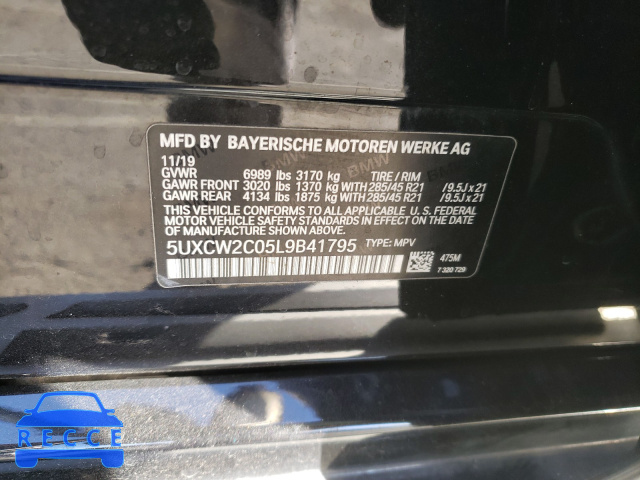 MFD BY BAYERISCHE MOTOREN WERKE AG
11/19
GVWR 6989 lbs 3170 kg TIRE / RIM
GAWR FRONT 3020 lbs 1370 kg WITH 285/45 R21 /9.5J x 21
GAWR REAR 4134 lbs 1875 kg WITH 285/45 R21 /9.5J x 21
THIS VEHICLE CONFORMS TO ALL APPLICABLE U. S. FEDERAL
MOTOR VEHICLE SAFETY STANDARDS IN EFFECT ON THE DATE OF
MANUFACTURE SHOWN ABOVE.
5UXCW2C05L9B41795 TYPE: MPV
475M
7 320 729
RECCE